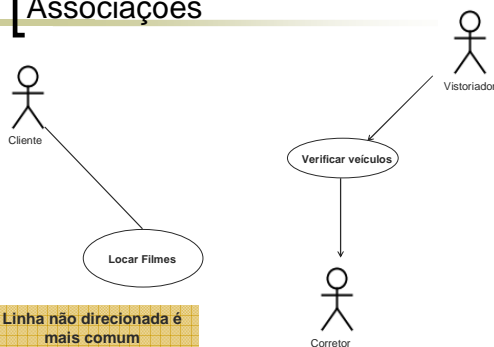 Associações
Vistoriador
Cliente
Verificar veículos
Locar Filmes
Linha não direcionada é
mais comum
Corretor